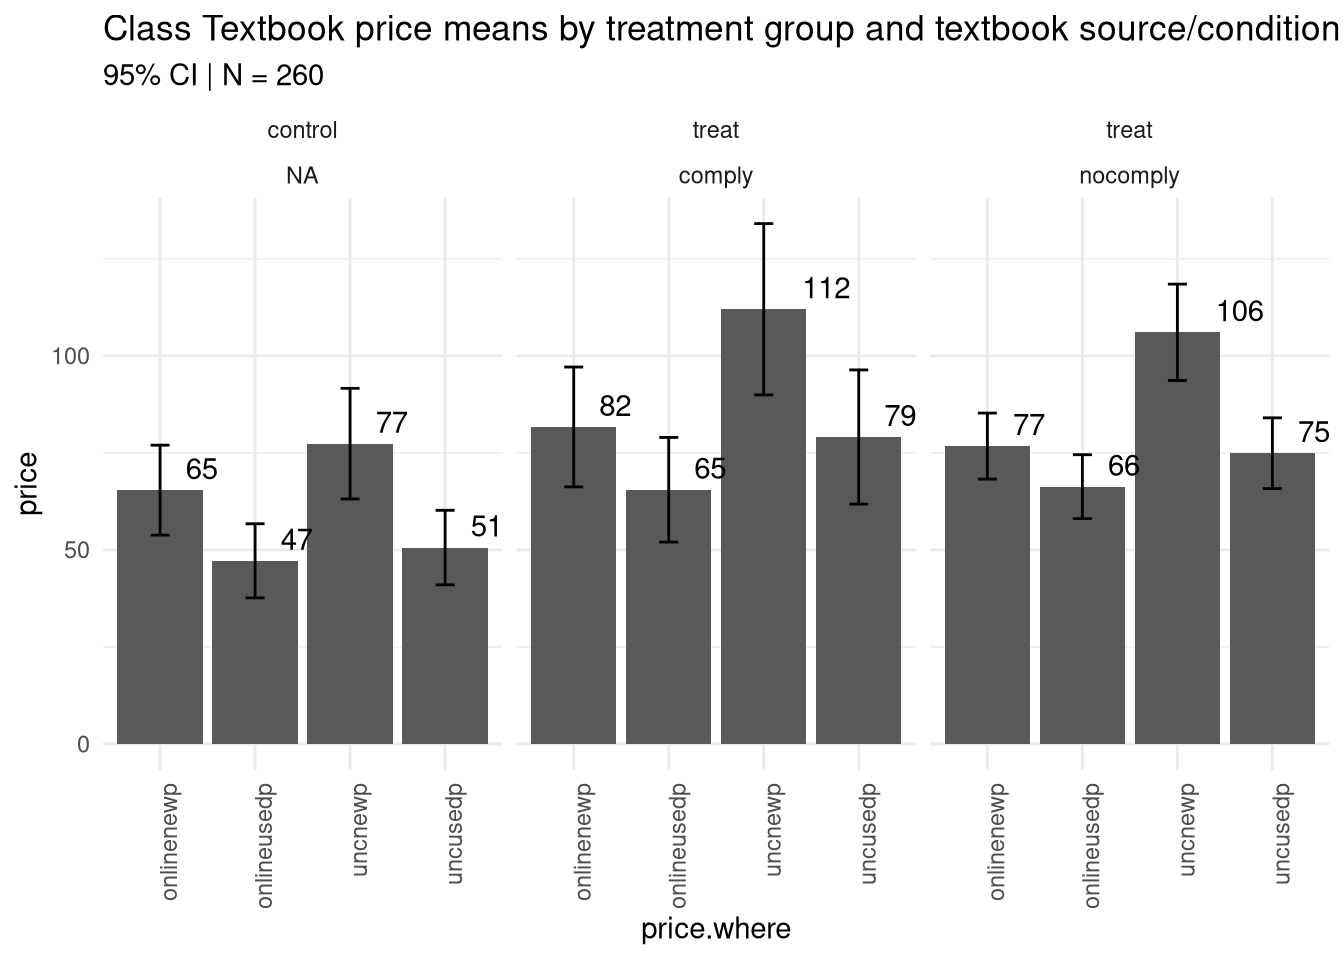 Class Textbook price means by treatment group and textbook source/condition
95% CI | N = 260
control
treat
treat
NA
comply
nocomply
price
100
50
0
65
47
77
51
82
65
112
79
77
66
106
75
onlinenewp
onlineusedp
uncnewp
uncusedp
onlinenewp
onlineusedp
uncnewp
uncusedp
onlinenewp
onlineusedp
uncnewp
uncusedp
price.where